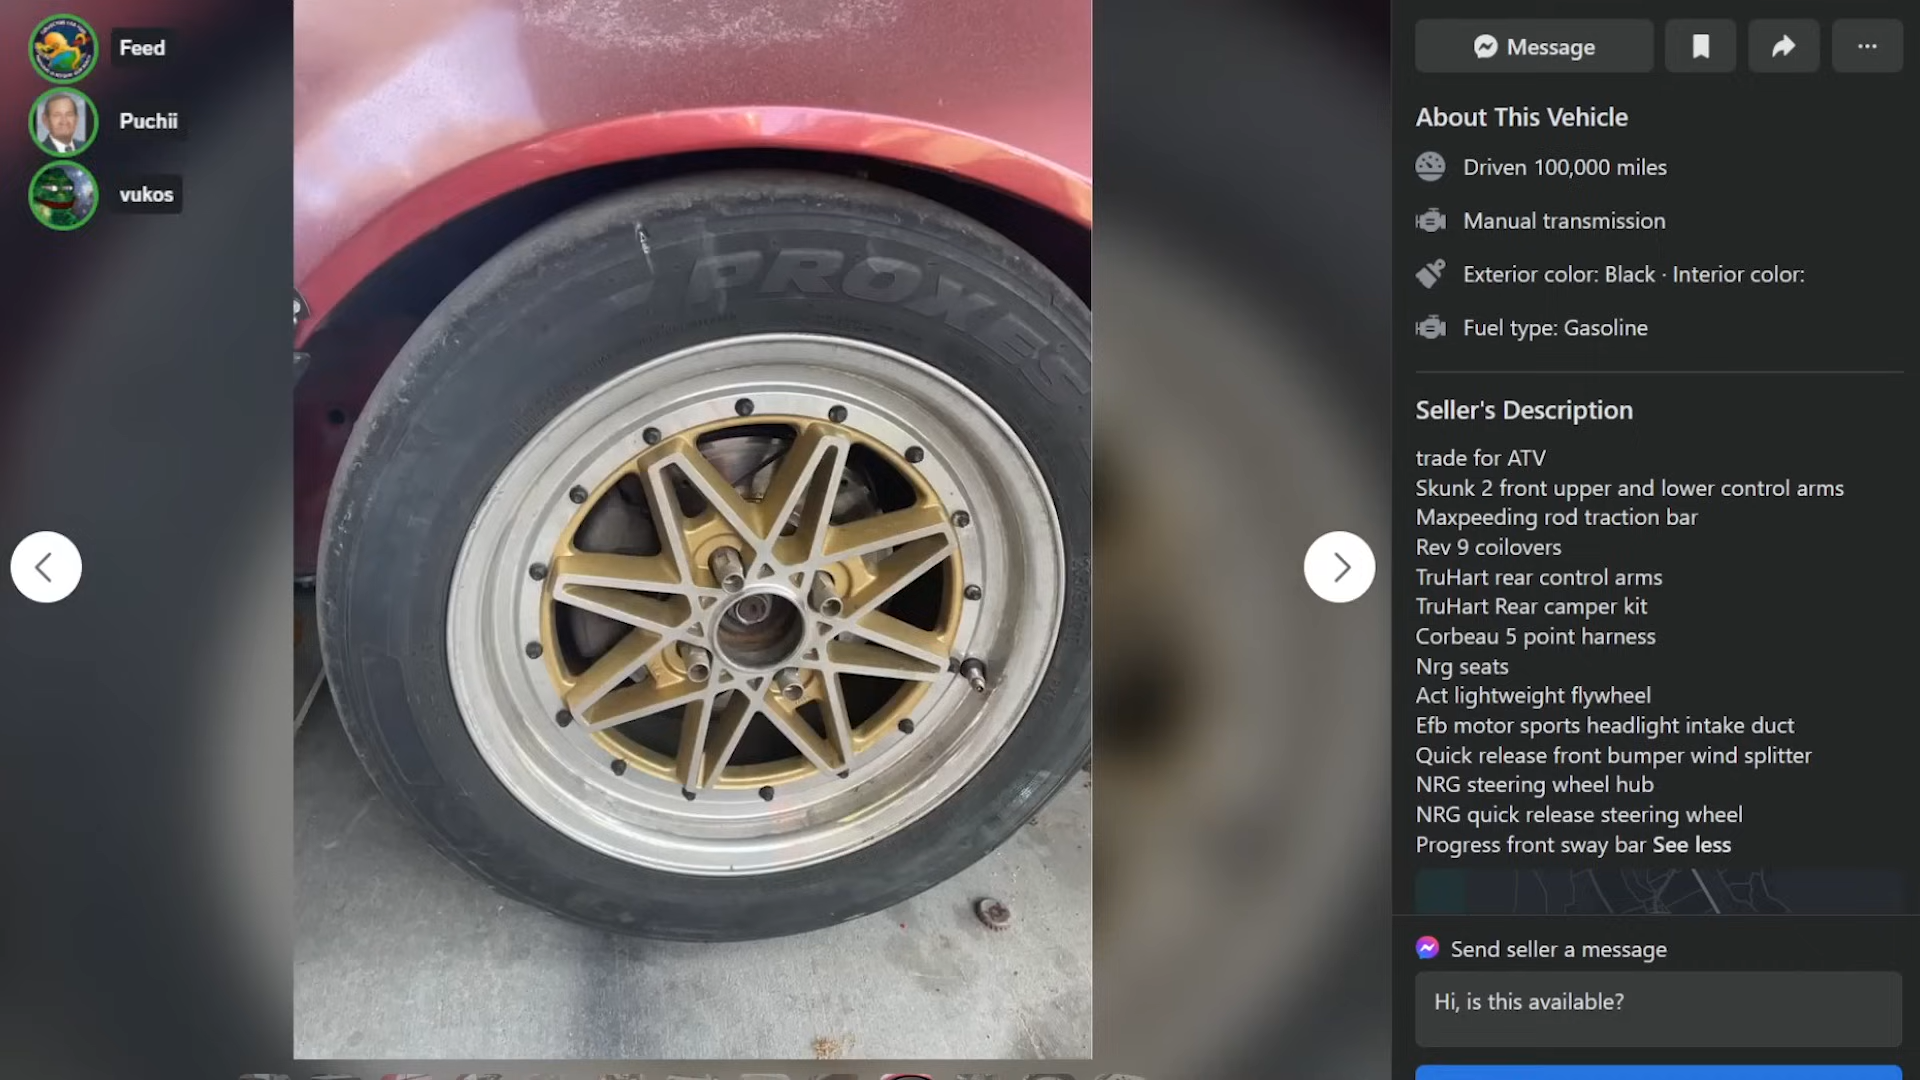 Feed
Puchii
vukos
PROXES
Message
About This Vehicle
Driven 100,000 miles
Manual transmission
Exterior color: Black · Interior color:
Fuel type: Gasoline
Seller's Description
trade for ATV
Skunk 2 front upper and lower control arms
Maxpeeding rod traction bar
Rev 9 coilovers
TruHart rear control arms
TruHart Rear camper kit
Corbeau 5 point harness
Nrg seats
Act lightweight flywheel
Efb motor sports headlight intake duct
Quick release front bumper wind splitter
NRG steering wheel hub
NRG quick release steering wheel
Progress front sway bar See less
Send seller a message
Hi, is this available?